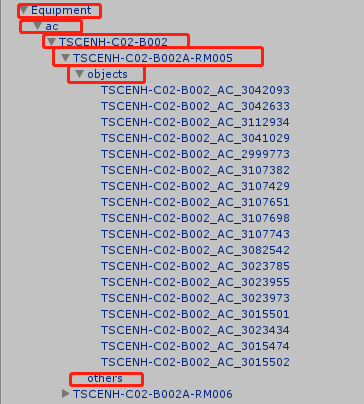 Equipment
ac
TSCENH-C02-B002
TSCENH-C02-B002A-RM005
objects
TSCENH-C02-B002_AC_3042093
TSCENH-C02-B002_AC_3042633
TSCENH-C02-B002_AC_3112934
TSCENH-C02-B002_AC_3041029
TSCENH-C02-B002_AC_2999773
TSCENH-C02-B002_AC_3107382
TSCENH-C02-B002_AC_3107429
TSCENH-C02-B002_AC_3107651
TSCENH-C02-B002_AC_3107698
TSCENH-C02-B002_AC_3107743
TSCENH-C02-B002_AC_3082542
TSCENH-C02-B002_AC_3023785
TSCENH-C02-B002_AC_3023955
TSCENH-C02-B002_AC_3023973
TSCENH-C02-B002_AC_3015501
TSCENH-C02-B002_AC_3023434
TSCENH-C02-B002_AC_3015474
TSCENH-C02-B002_AC_3015502
others
TSCENH-C02-B002A-RM006